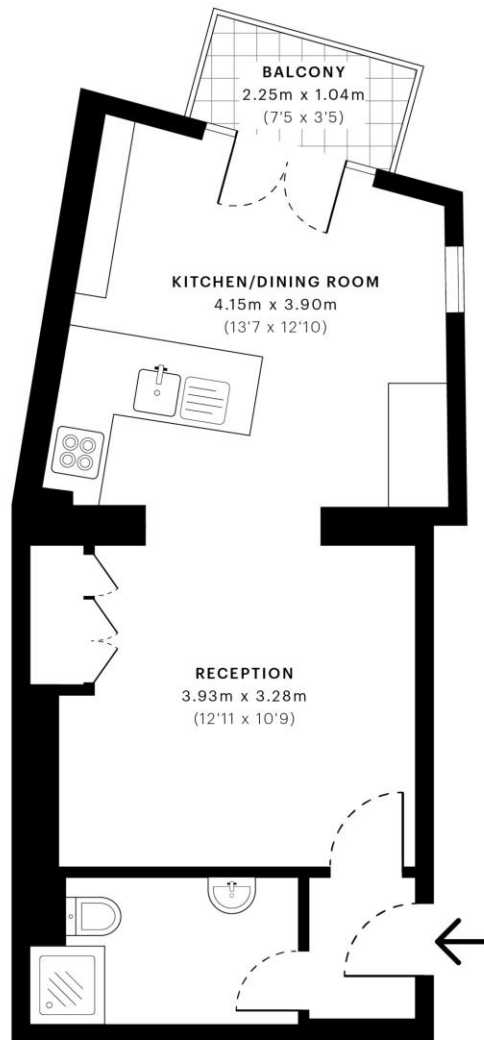 BALCONY
2.25m x 1.04m
(7'5 x 3'5)
KITCHEN/DINING ROOM
4.15m x 3.90m
(13'7 x 12'10)
RECEPTION
3.93m x 3.28m
(12'11 x 10'9)